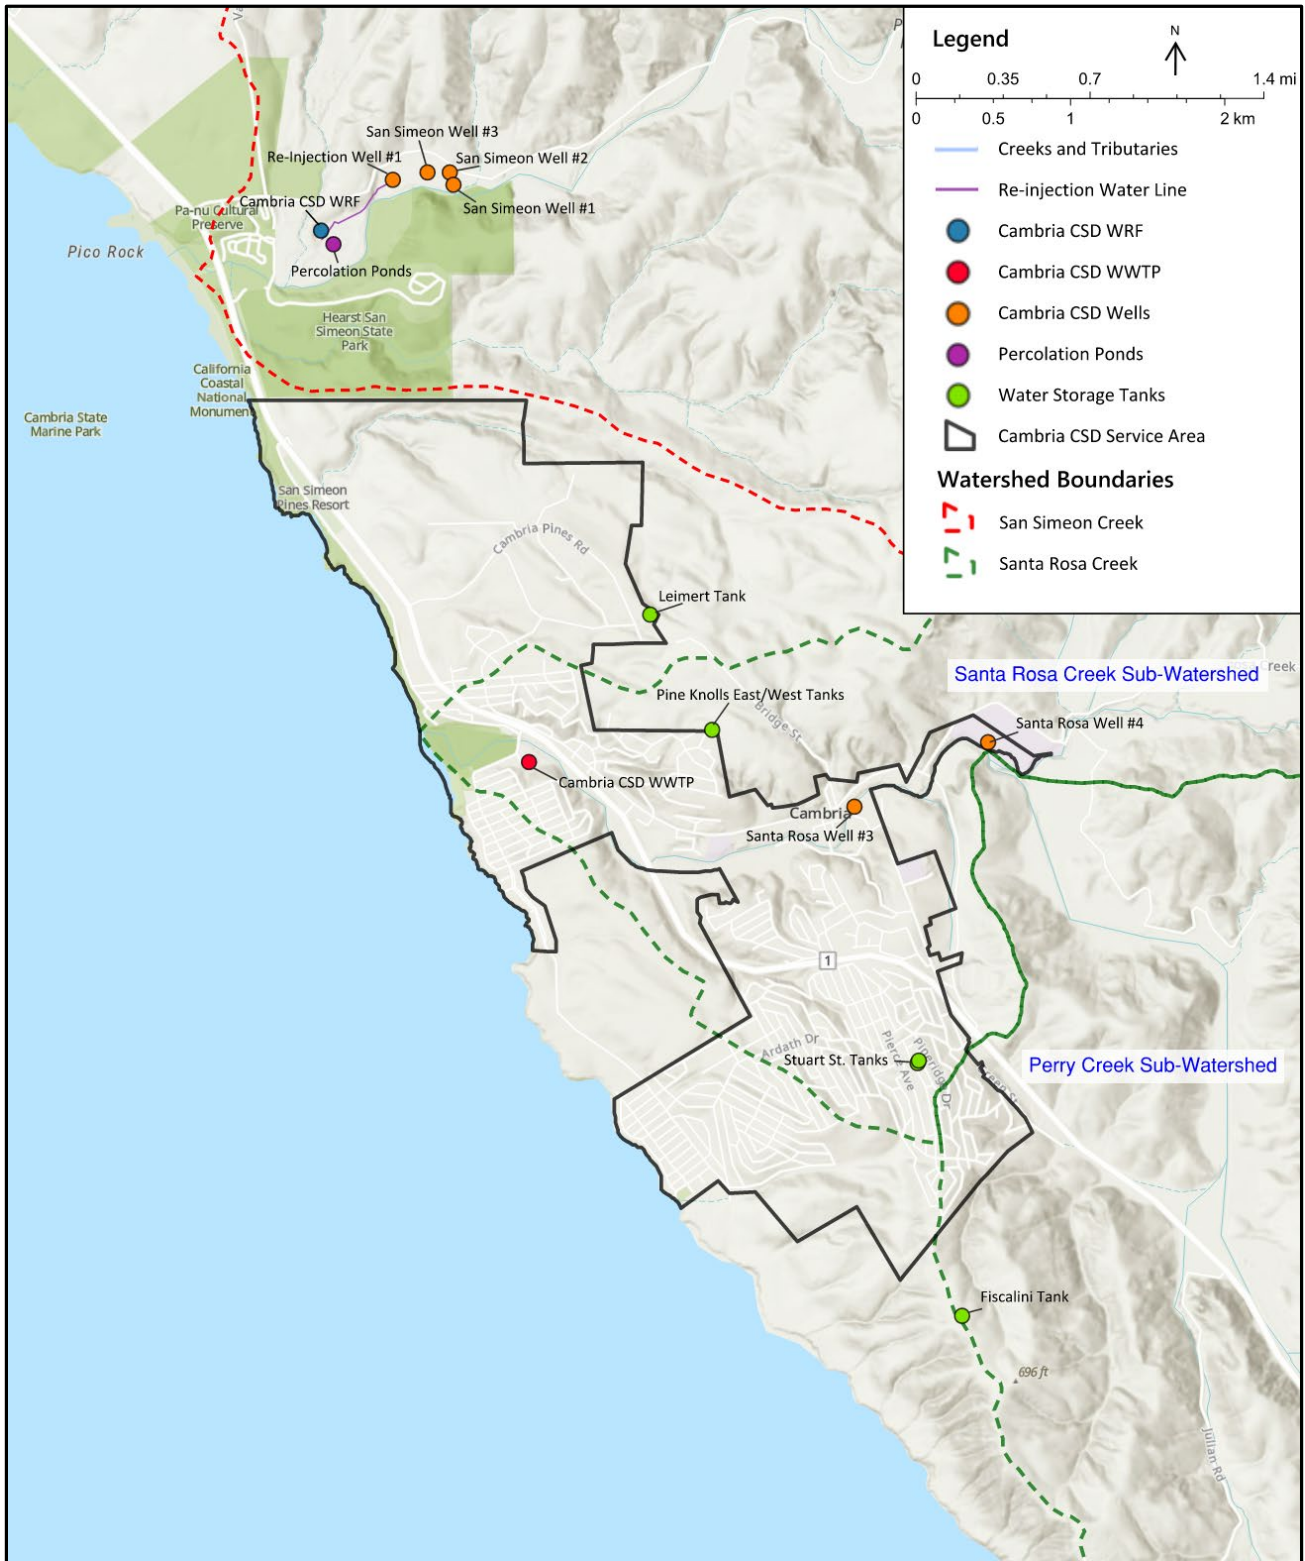 Legend
N
0 0.35 0.7 1.4 mi
0 0.5 1 2 km
Creeks and Tributaries
Re-injection Water Line
Cambria CSD WRF
Cambria CSD WWTP
Cambria CSD Wells
Percolation Ponds
Water Storage Tanks
Cambria CSD Service Area
Watershed Boundaries
San Simeon Creek
Santa Rosa Creek
San Simeon Well #3
Re-Injection Well #1
San Simeon Well #2
Cambria CSD WRF
San Simeon Well #1
Pa-nu Cultural
Preserve
Pico Rock
Percolation Ponds
Hearst San
Simeon State
Park
California
Coastal
National
Monument
Cambria State
Marine Park
San Simeon
Pines Resort
Cambria Pines Rd
Leimert Tank
Santa Rosa Creek Sub-Watershed
Creek
Pine Knolls East/West Tanks
Bridge St
Santa Rosa Well #4
Cambria CSD WWTP
Cambria
Santa Rosa Well #3
1
Ardath Dr
Stuart St. Tanks
Pierce Ave
Pineridge Dr
Green St
Perry Creek Sub-Watershed
Fiscalini Tank
696 ft
Julian Rd